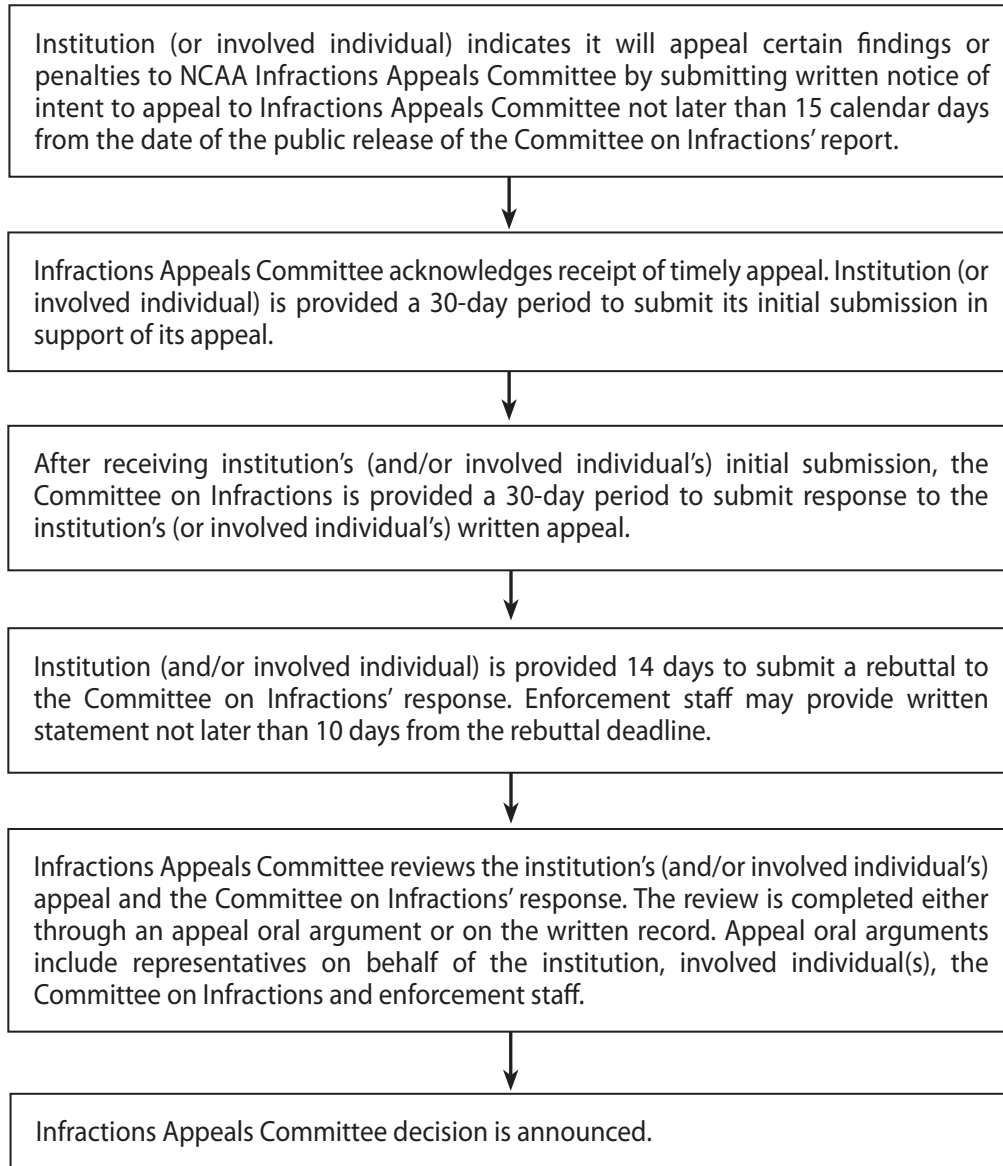 Institution (or involved individual) indicates it will appeal certain findings or
penalties to NCAA Infractions Appeals Committee by submitting written notice of
intent to appeal to Infractions Appeals Committee not later than 15 calendar days
from the date of the public release of the Committee on Infractions’ report.
Infractions Appeals Committee acknowledges receipt of timely appeal. Institution (or
involved individual) is provided a 30-day period to submit its initial submission in
support of its appeal.
After receiving institution’s (and/or involved individual’s) initial submission, the
Committee on Infractions is provided a 30-day period to submit response to the
institution’s (or involved individual’s) written appeal.
Institution (and/or involved individual) is provided 14 days to submit a rebuttal to
the Committee on Infractions’ response. Enforcement staff may provide written
statement not later than 10 days from the rebuttal deadline.
Infractions Appeals Committee reviews the institution’s (and/or involved individual’s)
appeal and the Committee on Infractions’ response. The review is completed either
through an appeal oral argument or on the written record. Appeal oral arguments
include representatives on behalf of the institution, involved individual(s), the
Committee on Infractions and enforcement staff.
Infractions Appeals Committee decision is announced.